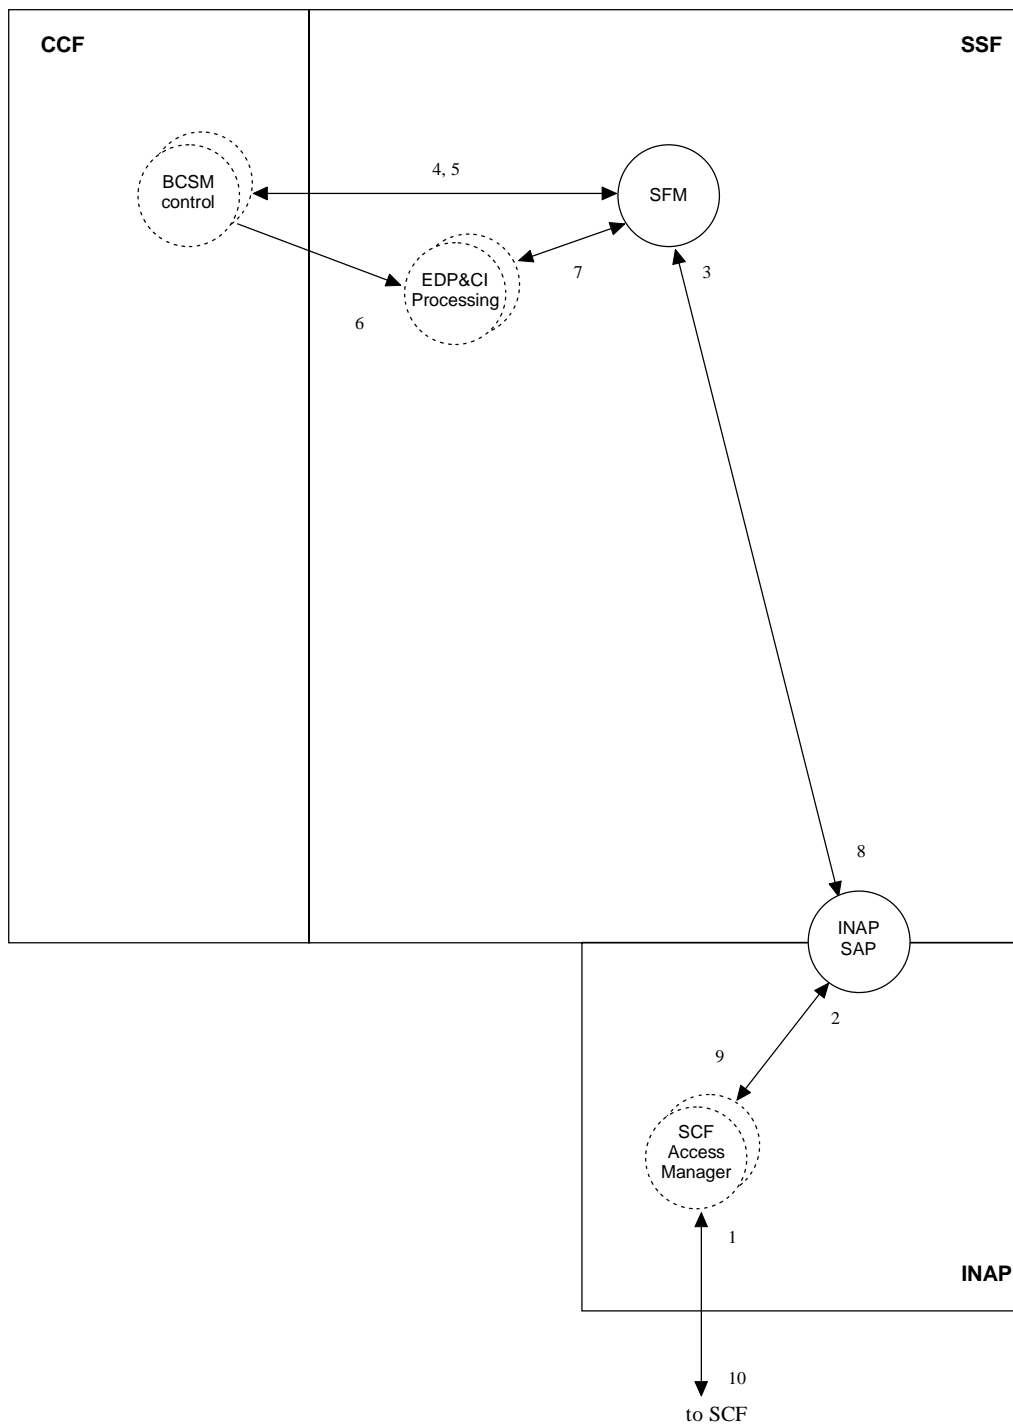 CCF
SSF
BCSM
control
4, 5
SFM
EDP&CI
Processing
7
3
6
8
INAP
SAP
2
9
SCF
Access
Manager
1
INAP
10
to SCF